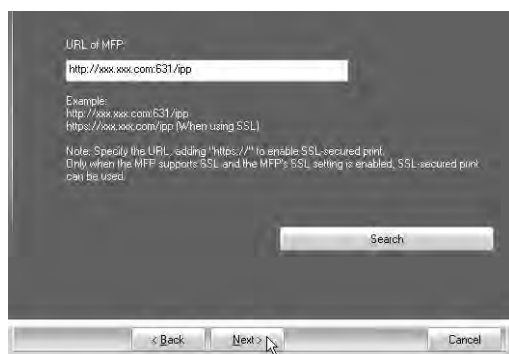 URL of MFP:
http://xxx.xxx.com:631/ipp
Example:
http://xxx.xxx.com:631/ipp
https://xxx.xxx.com/ipp (When using SSL)
Note: Specify the URL, adding "https://" to enable SSL-secured print.
Only when the MFP supports SSL and the MFP's SSL setting is enabled, SSL-secured print
can be used.
Search
< Back Next > Cancel